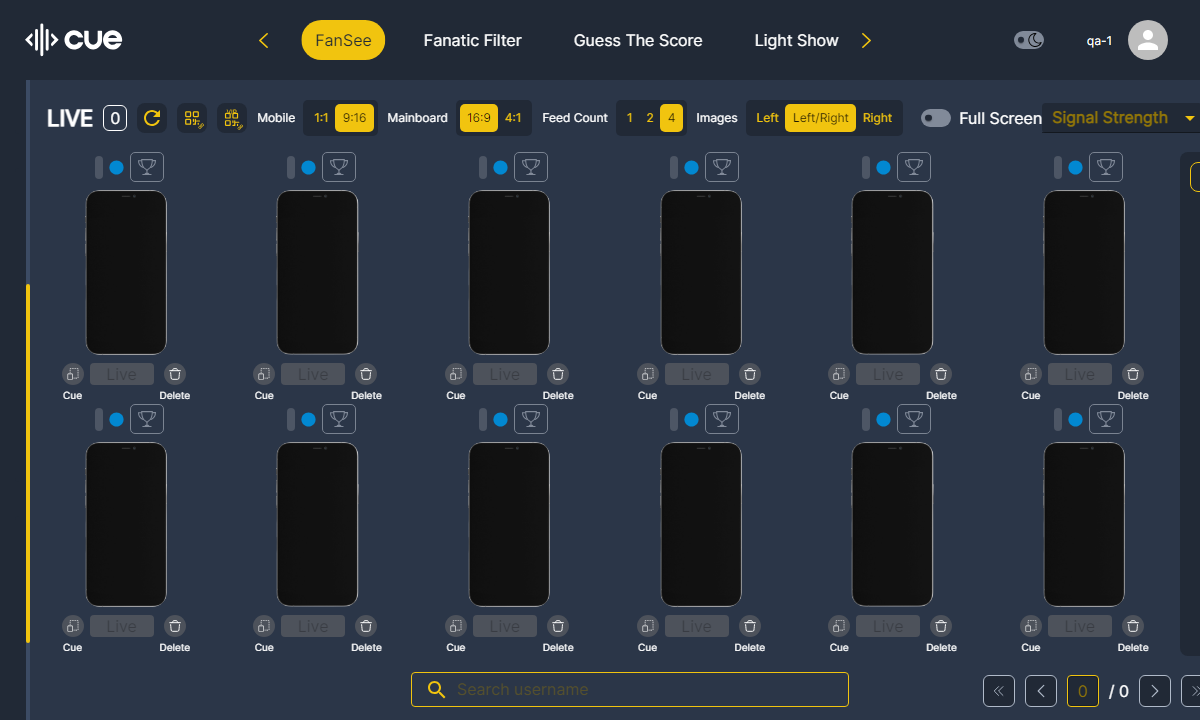 cue FanSee Fanatic Filter Guess The Score Light Show qa-1
LIVE 0 Mobile 1:1 9:16 Mainboard 16:9 4:1 Feed Count 1 2 4 Images Left Left/Right Right Full Screen Signal Strength
Live Live Live Live Live Live
Cue Delete Cue Delete Cue Delete Cue Delete Cue Delete Cue Delete
Live Live Live Live Live Live
Cue Delete Cue Delete Cue Delete Cue Delete Cue Delete Cue Delete
Search username 0 / 0